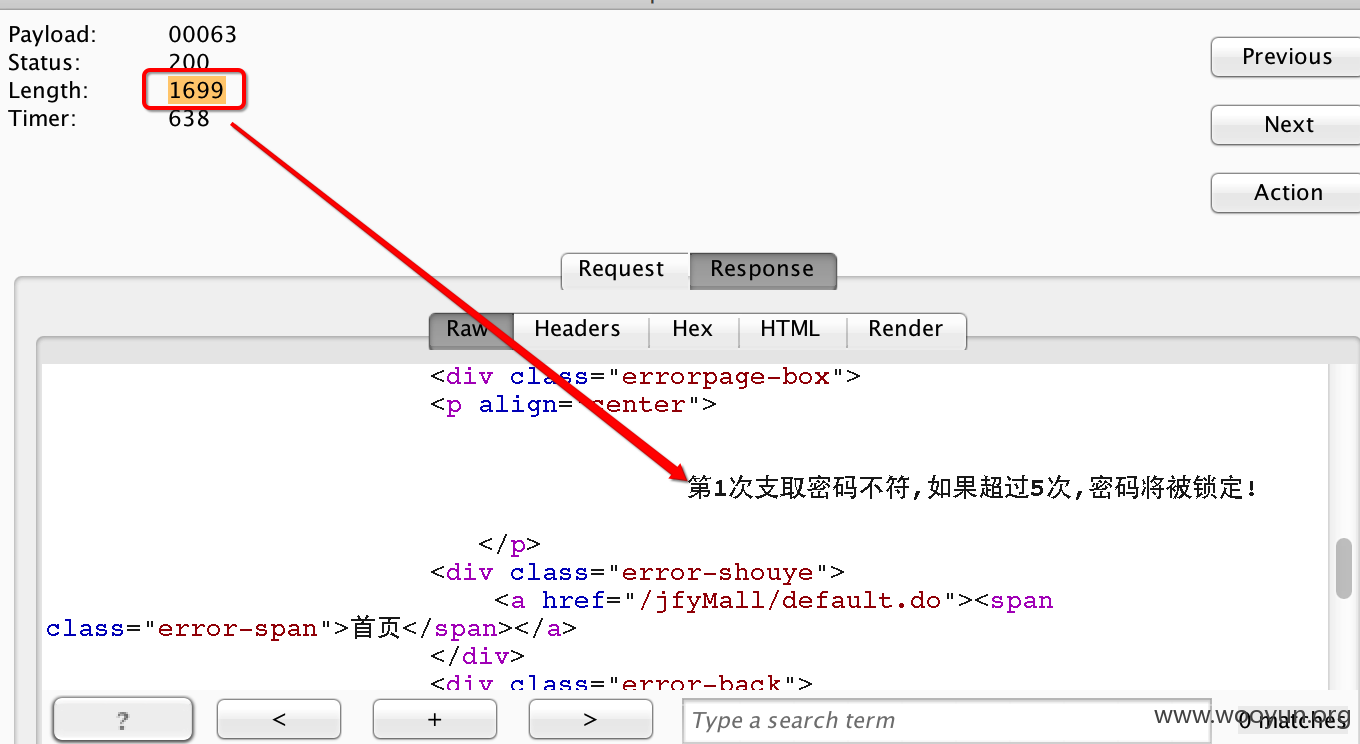 Payload: 00063
Status: 200
Length: 1699
Timer: 638
Previous
Next
Action
Request Response
Raw Headers Hex HTML Render
<div class="errorpage-box">
<p align="center">
第1次支取密码不符,如果超过5次,密码将被锁定!
</p>
<div class="error-shouye">
<a href="/jfyMall/default.do"><span
class="error-span">首页</span></a>
</div>
<div class="error-back">
? < + > Type a search term 0 matches
www.wooyun.org